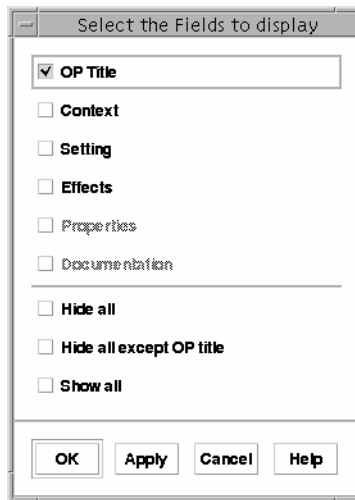 Select the Fields to display
OP Title
Context
Setting
Effects
Properties
Documentation
Hide all
Hide all except OP title
Show all
OK Apply Cancel Help